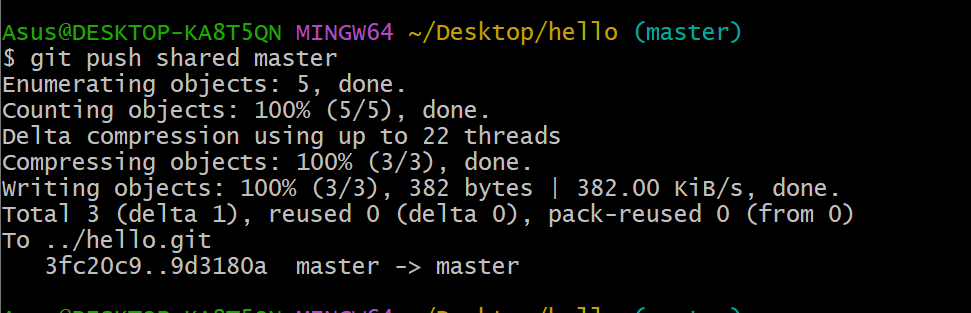 Asus@DESKTOP-KA8T5QN MINGW64 ~/Desktop/hello (master)
$ git push shared master
Enumerating objects: 5, done.
Counting objects: 100% (5/5), done.
Delta compression using up to 22 threads
Compressing objects: 100% (3/3), done.
Writing objects: 100% (3/3), 382 bytes | 382.00 KiB/s, done.
Total 3 (delta 1), reused 0 (delta 0), pack-reused 0 (from 0)
To ../hello.git
   3fc20c9..9d3180a  master -> master